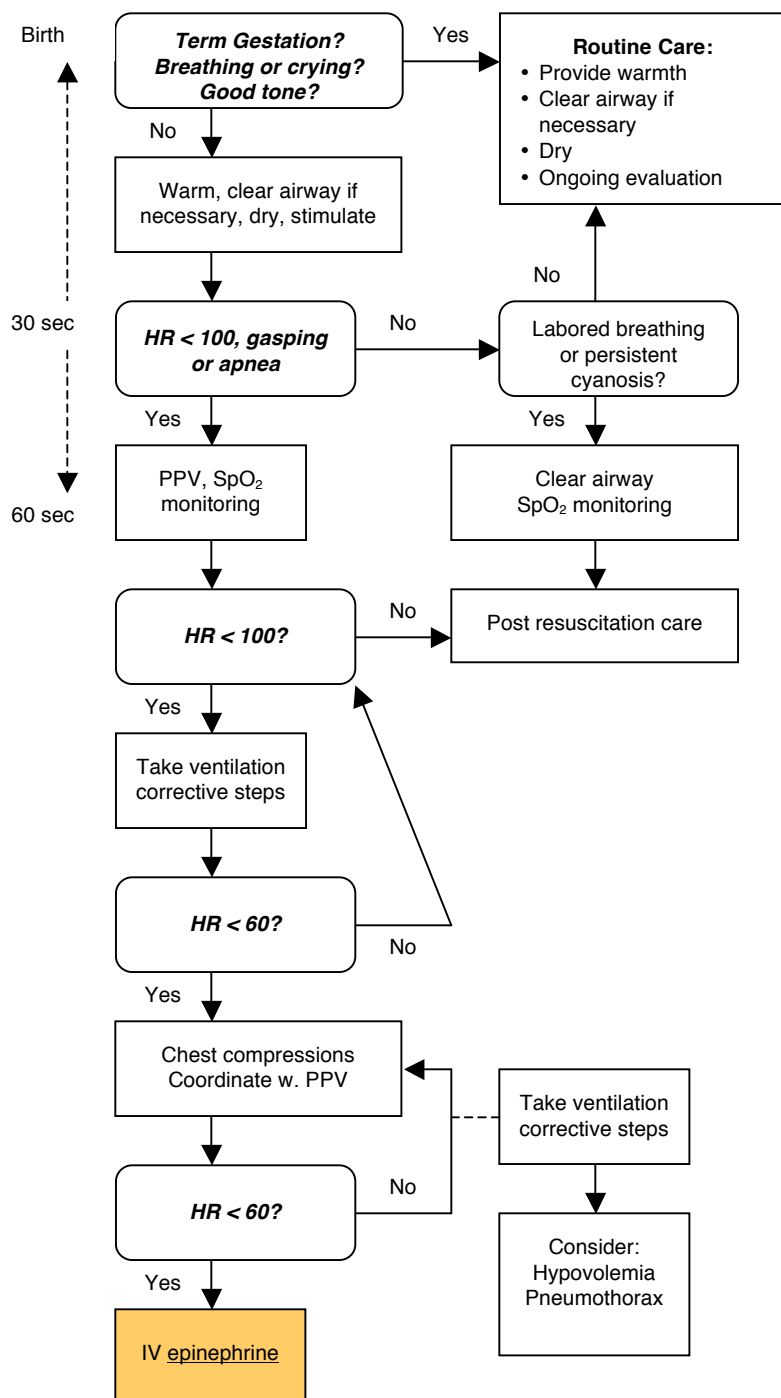 Birth
Term Gestation?
Breathing or crying?
Good tone?
Yes
Routine Care:
• Provide warmth
• Clear airway if
necessary
• Dry
• Ongoing evaluation
No
Warm, clear airway if
necessary, dry, stimulate
No
30 sec
HR < 100, gasping
or apnea
No
Labored breathing
or persistent
cyanosis?
Yes
Yes
60 sec
PPV, SpO₂
monitoring
Clear airway
SpO₂ monitoring
HR < 100?
No
Post resuscitation care
Yes
Take ventilation
corrective steps
HR < 60?
No
Yes
Chest compressions
Coordinate w. PPV
Take ventilation
corrective steps
HR < 60?
No
Consider:
Hypovolemia
Pneumothorax
Yes
IV epinephrine